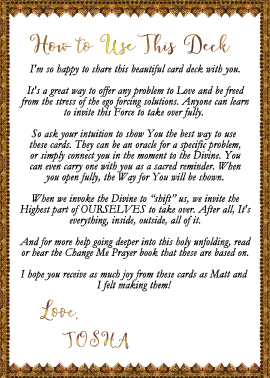 How to Use This Deck
I'm so happy to share this beautiful card deck with you.
It's a great way to offer any problem to Love and be freed
from the stress of the ego forcing solutions. Anyone can learn
to invite this Force to take over fully.
So ask your intuition to show You the best way to use
these cards. They can be an oracle for a specific problem,
or simply connect you in the moment to the Divine. You
can even carry one with you as a sacred reminder. When
you open fully, the Way for You will be shown.
When we invoke the Divine to "shift" us, we invite the
Highest part of OURSELVES to take over. After all, It's
everything, inside, outside, all of it.
And for more help going deeper into this holy unfolding, read
or hear the Change Me Prayer book that these are based on.
I hope you receive as much joy from these cards as Matt and
I felt making them!
Love,
TOSHA